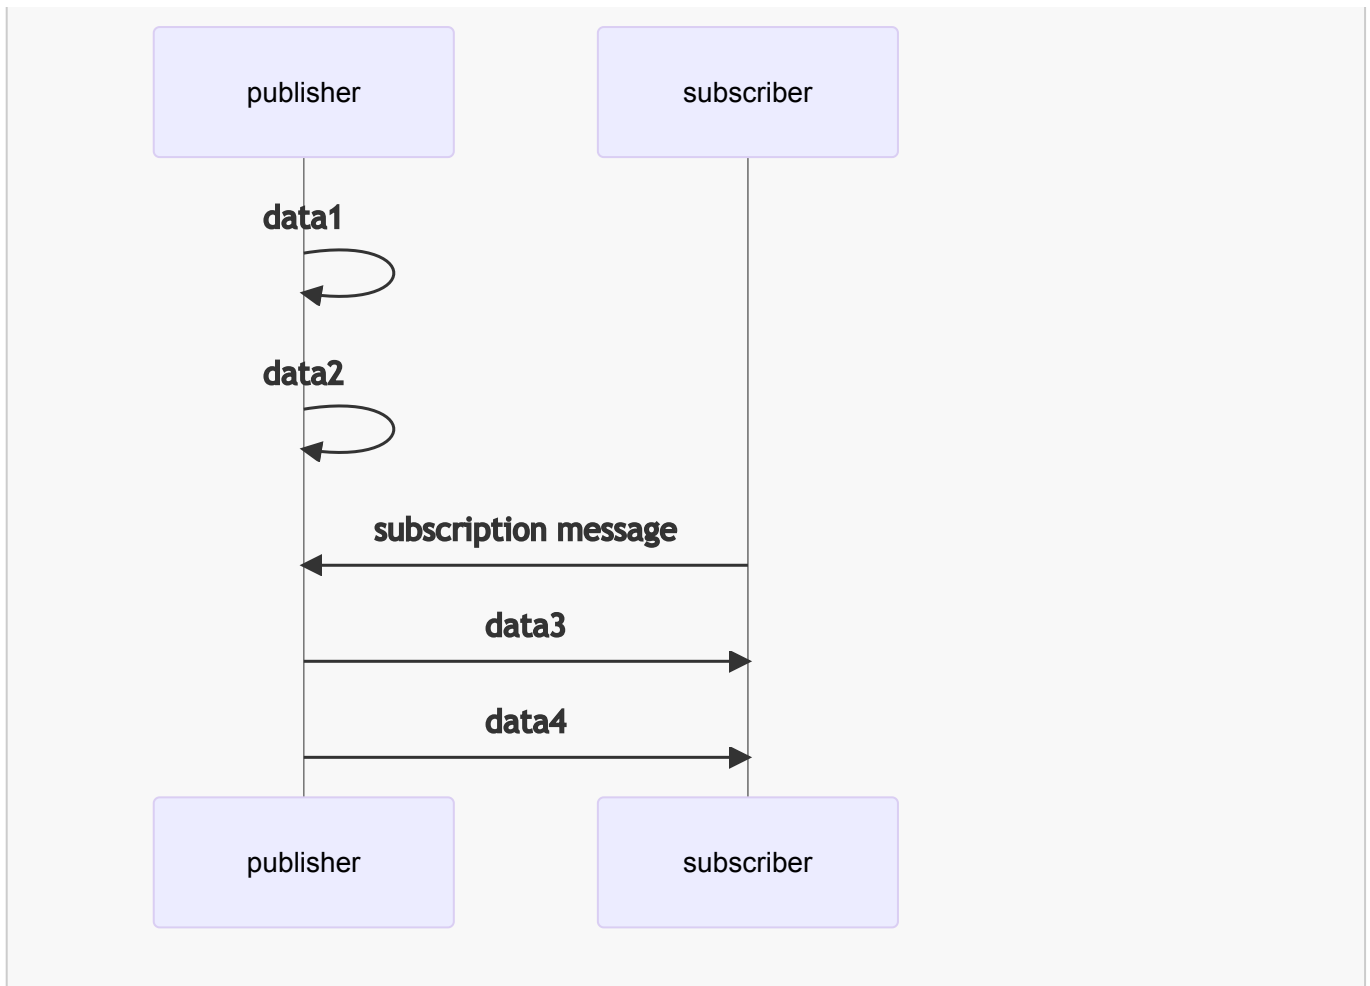 publisher
subscriber
data1
data2
subscription message
data3
data4
publisher
subscriber